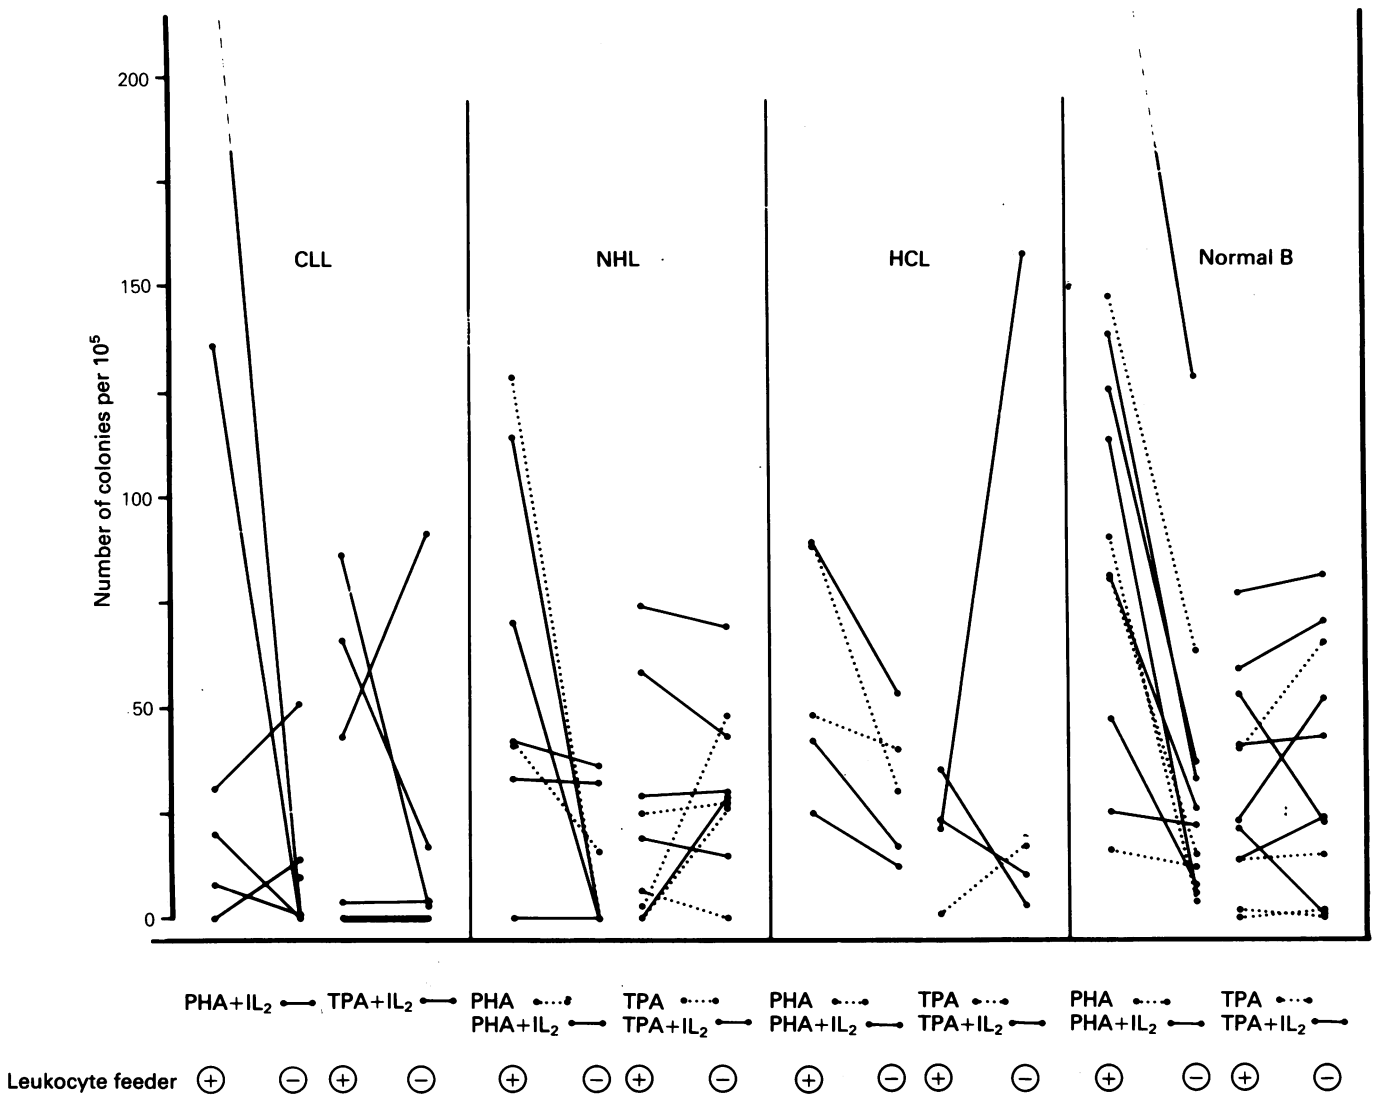 200
150
100
50
0
Number of colonies per 10⁵
CLL
NHL
HCL
Normal B
PHA+IL₂ TPA+IL₂ PHA TPA PHA TPA PHA TPA
PHA+IL₂ TPA+IL₂ PHA+IL₂ TPA+IL₂ PHA+IL₂ TPA+IL₂
Leukocyte feeder + − + − + − + − + − + − + − + −